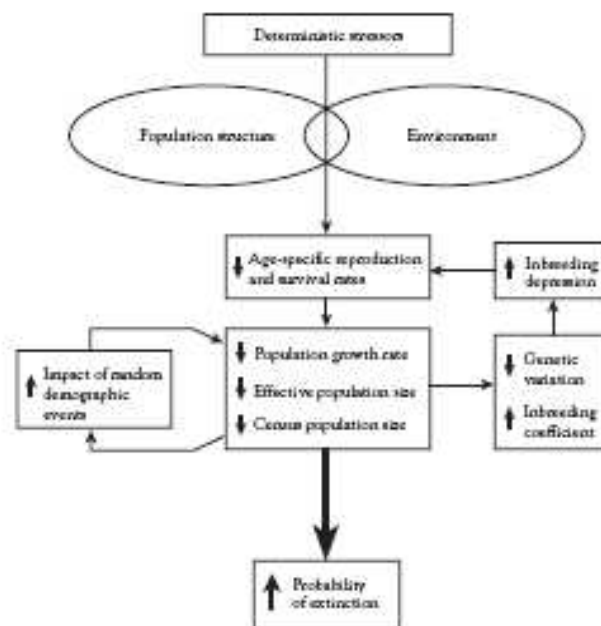 Deterministic stressors
Population structure
Environment
Age-specific reproduction
and survival rates
Inbreeding
depression
Impact of random
demographic
events
Population growth rate
Effective population size
Census population size
Genetic
variation
Inbreeding
coefficient
Probability
of extinction